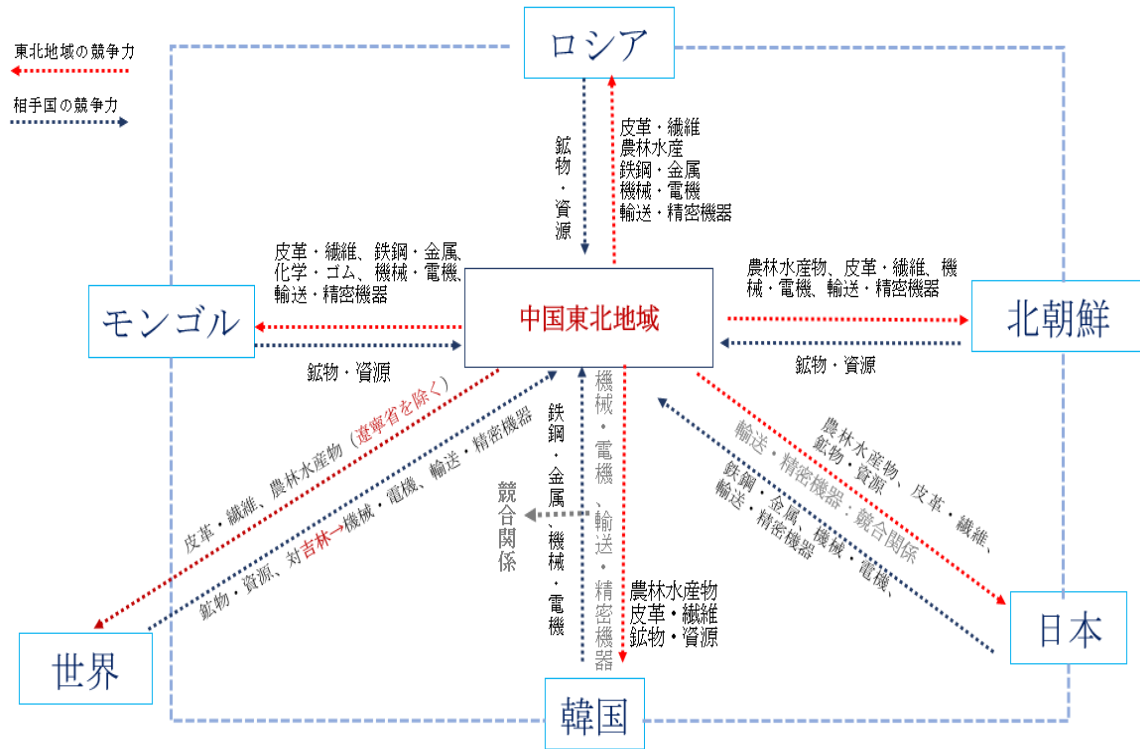 ロシア
東北地域の競争力
相手国の競争力
鉱物・資源
皮革・繊維
農林水産
鉄鋼・金属
機械・電機
輸送・精密機器
皮革・繊維、鉄鋼・金属、
化学・ゴム、機械・電機、
輸送・精密機器
農林水産物、皮革・繊維、機
械・電機、輸送・精密機器
モンゴル
中国東北地域
北朝鮮
鉱物・資源
鉱物・資源
皮革・繊維、農林水産物（遼寧省を除く）
鉱物・資源、対吉林→機械・電機、輸送・精密機器
競合関係
鉄鋼・金属、機械・電機
機械・電機、輸送・精密機器
農林水産物
皮革・繊維
鉱物・資源
農林水産物、皮革・繊維、
鉱物・資源
輸送・精密機器：競合関係
鉄鋼・金属、機械・電機、
輸送・精密機器
世界
韓国
日本